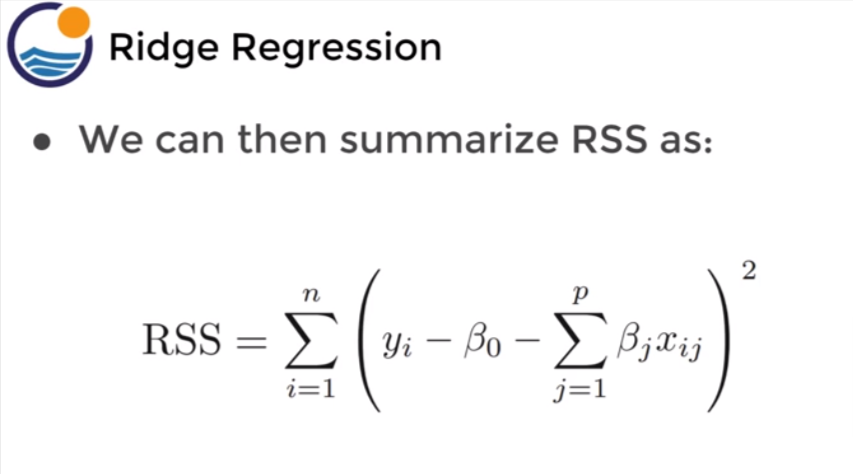 Ridge Regression
• We can then summarize RSS as:
RSS = \sum_{i=1}^{n} \left( y_i - \beta_0 - \sum_{j=1}^{p} \beta_j x_{ij} \right)^2